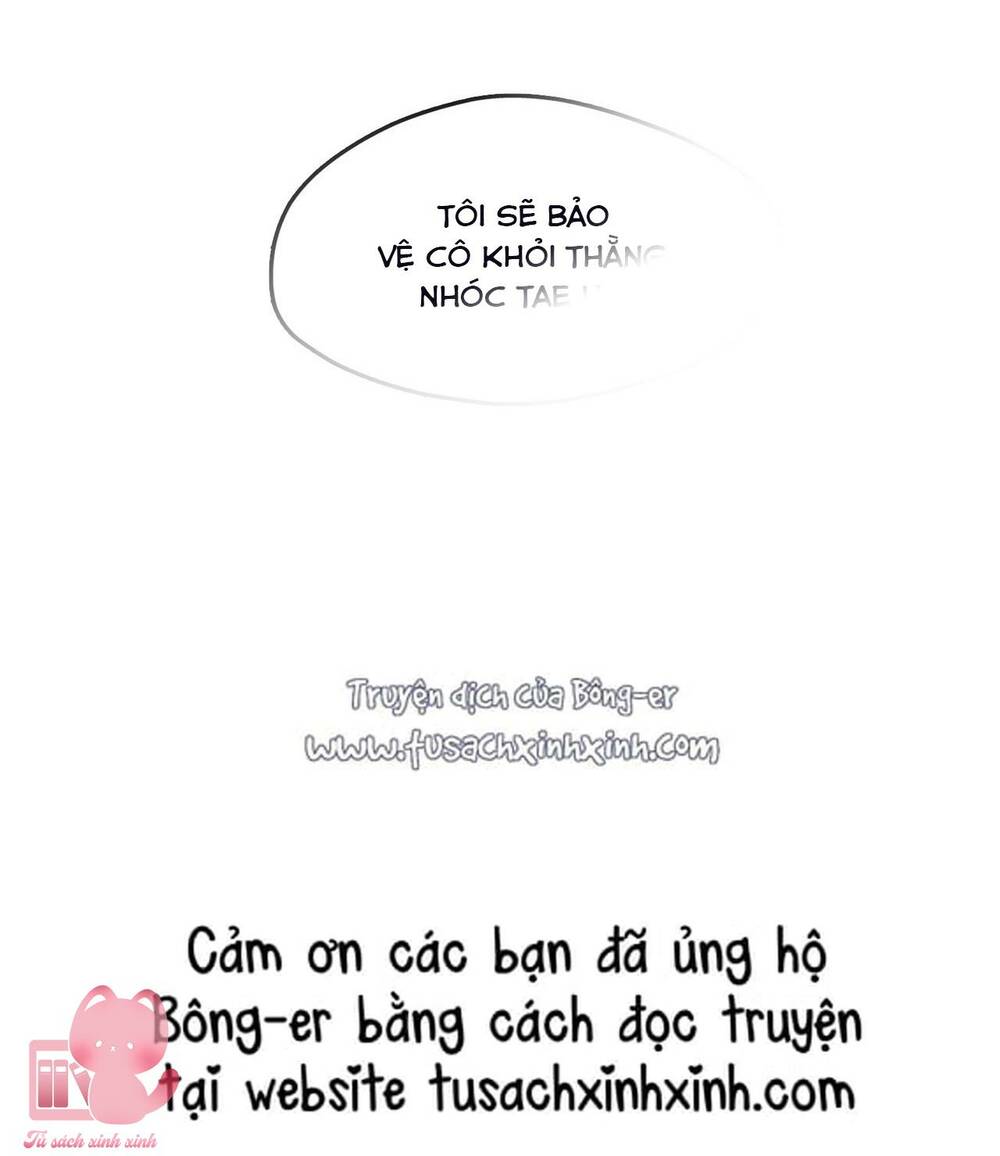 TÔI SẼ BẢO
VỆ CÔ KHỎI THẰNG
NHÓC TAE
Truyện dịch của Bông-er
www.tusachxinhxinh.com
Cảm ơn các bạn đã ủng hộ
Bông-er bằng cách đọc truyện
tại website tusachxinhxinh.com
Tủ sách xinh xinh